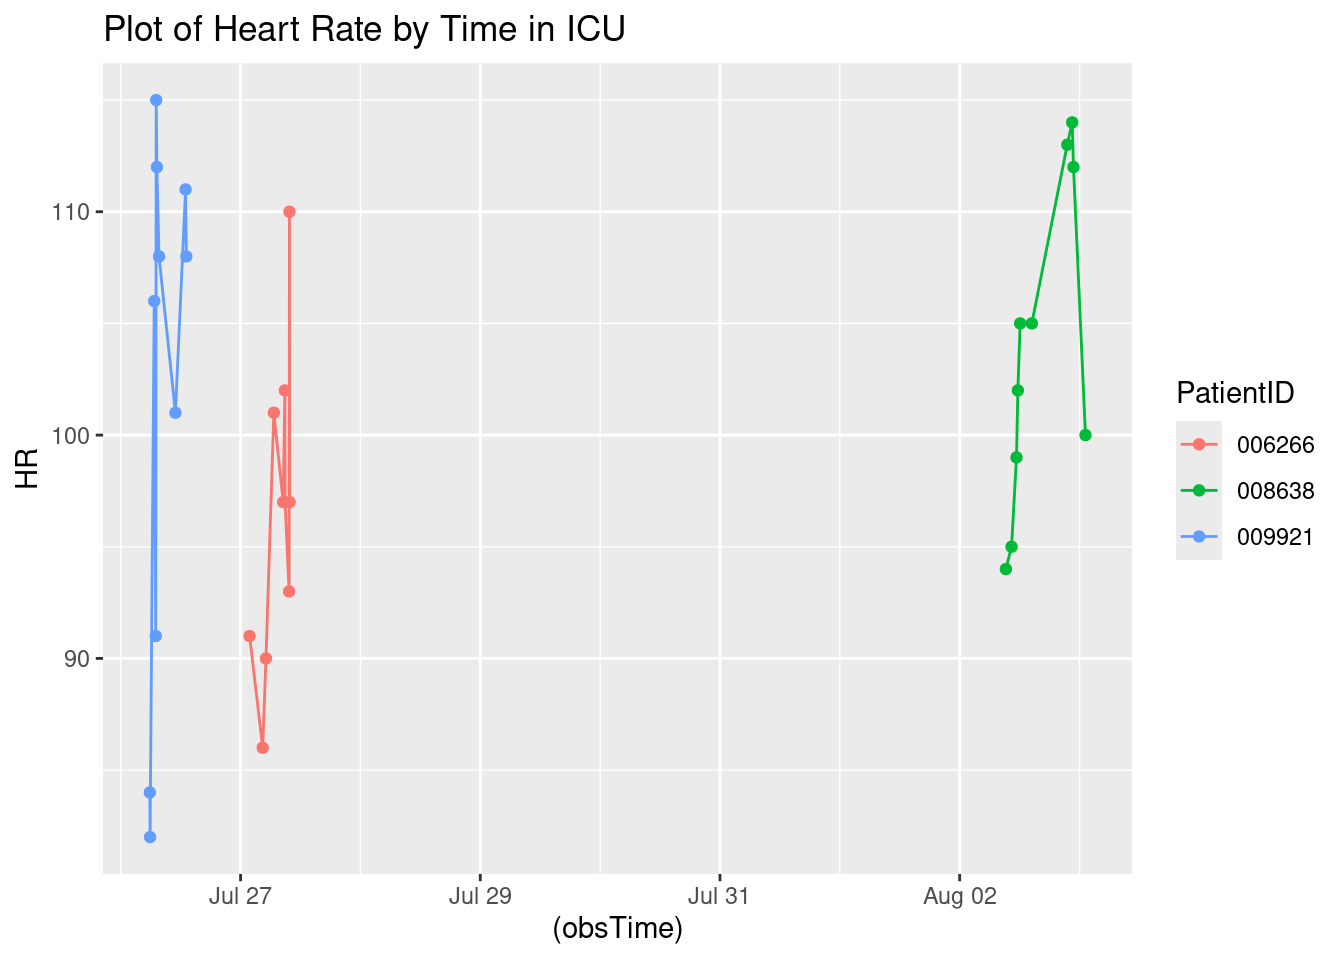 Plot of Heart Rate by Time in ICU
110
100
90
HR
Jul 27
Jul 29
Jul 31
Aug 02
(obsTime)
PatientID
006266
008638
009921